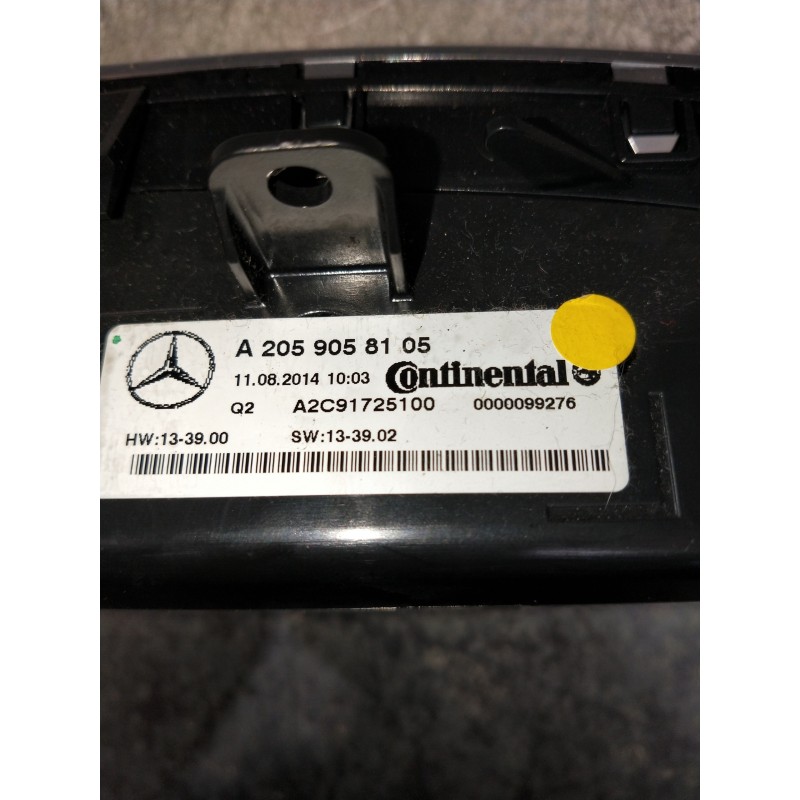 A 205 905 81 05
11.08.2014 10:03 Continental
Q2 A2C91725100 0000099276
HW:13-39.00 SW:13-39.02